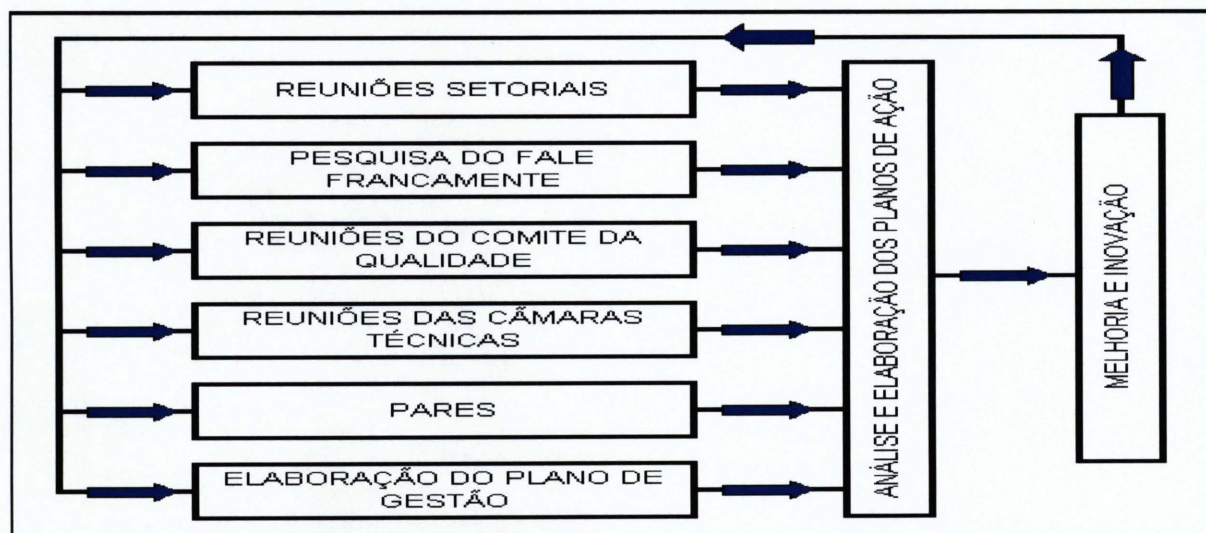 REUNIÕES SETORIAIS
PESQUISA DO FALE
FRANCAMENTE
REUNIÕES DO COMITE DA
QUALIDADE
REUNIÕES DAS CÃMARAS
TÉCNICAS
PARES
ELABORAÇÃO DO PLANO DE
GESTÃO
ANÁLISE E ELABORAÇÃO DOS PLANOS DE AÇÃO
MELHORIA E INOVAÇÃO